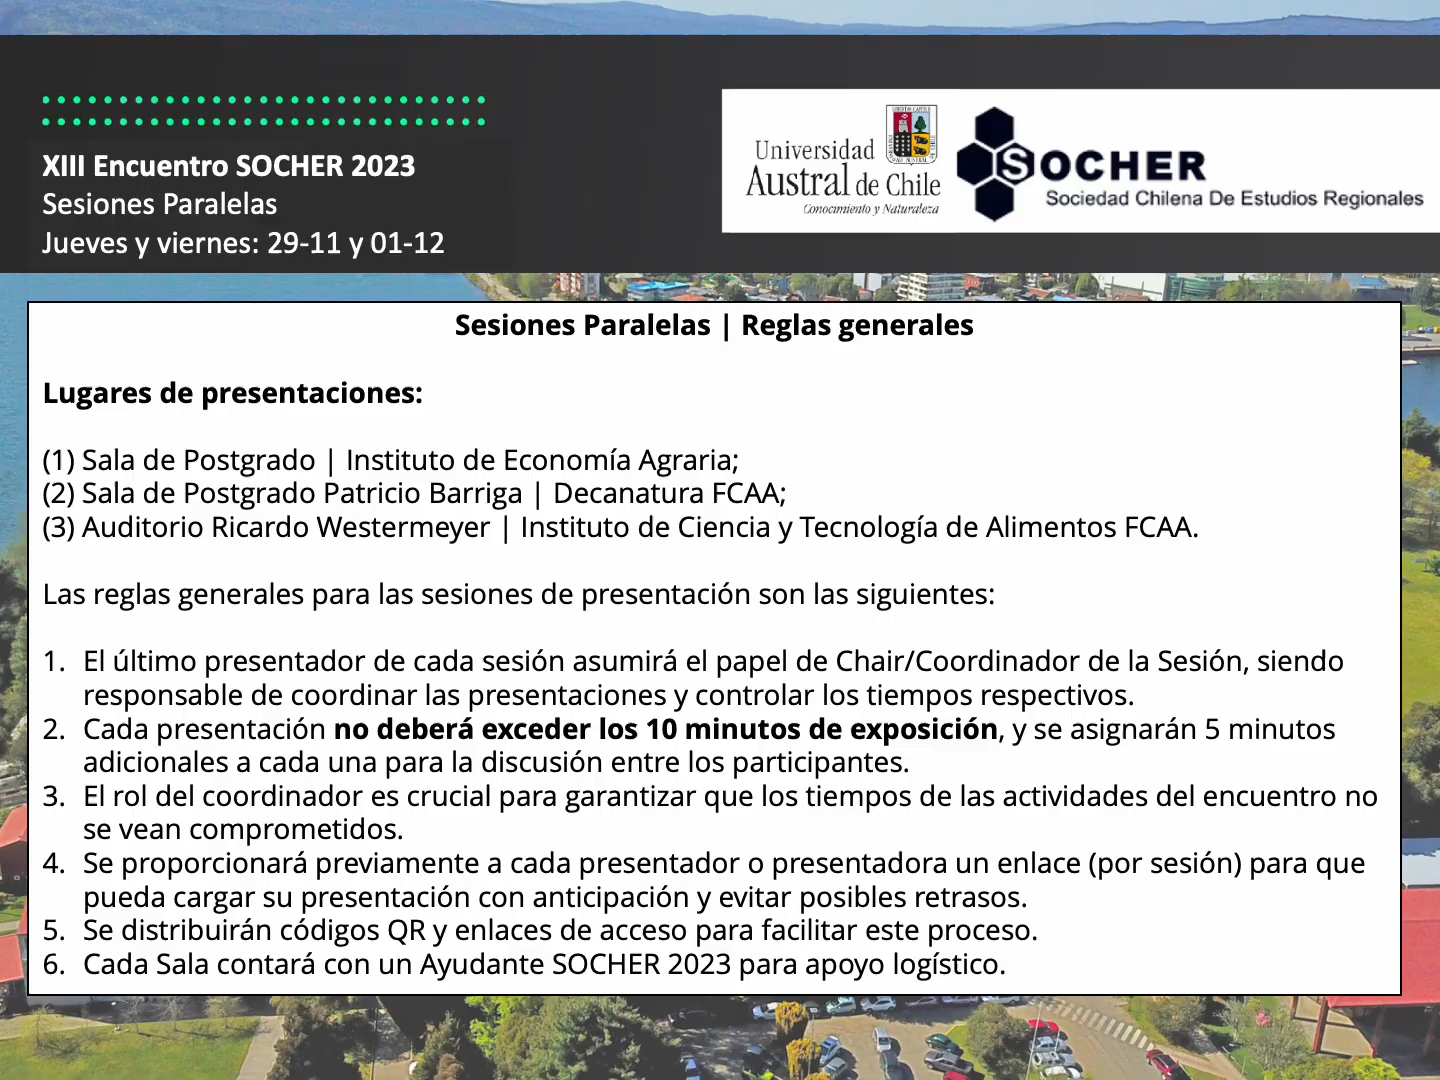 XIII Encuentro SOCHER 2023
Sesiones Paralelas
Jueves y viernes: 29-11 y 01-12
Universidad
Austral de Chile
Conocimiento y Naturaleza
SOCHER
Sociedad Chilena De Estudios Regionales
Sesiones Paralelas | Reglas generales
Lugares de presentaciones:
(1) Sala de Postgrado | Instituto de Economía Agraria;
(2) Sala de Postgrado Patricio Barriga | Decanatura FCAA;
(3) Auditorio Ricardo Westermeyer | Instituto de Ciencia y Tecnología de Alimentos FCAA.
Las reglas generales para las sesiones de presentación son las siguientes:
1. El último presentador de cada sesión asumirá el papel de Chair/Coordinador de la Sesión, siendo
responsable de coordinar las presentaciones y controlar los tiempos respectivos.
2. Cada presentación no deberá exceder los 10 minutos de exposición, y se asignarán 5 minutos
adicionales a cada una para la discusión entre los participantes.
3. El rol del coordinador es crucial para garantizar que los tiempos de las actividades del encuentro no
se vean comprometidos.
4. Se proporcionará previamente a cada presentador o presentadora un enlace (por sesión) para que
pueda cargar su presentación con anticipación y evitar posibles retrasos.
5. Se distribuirán códigos QR y enlaces de acceso para facilitar este proceso.
6. Cada Sala contará con un Ayudante SOCHER 2023 para apoyo logístico.